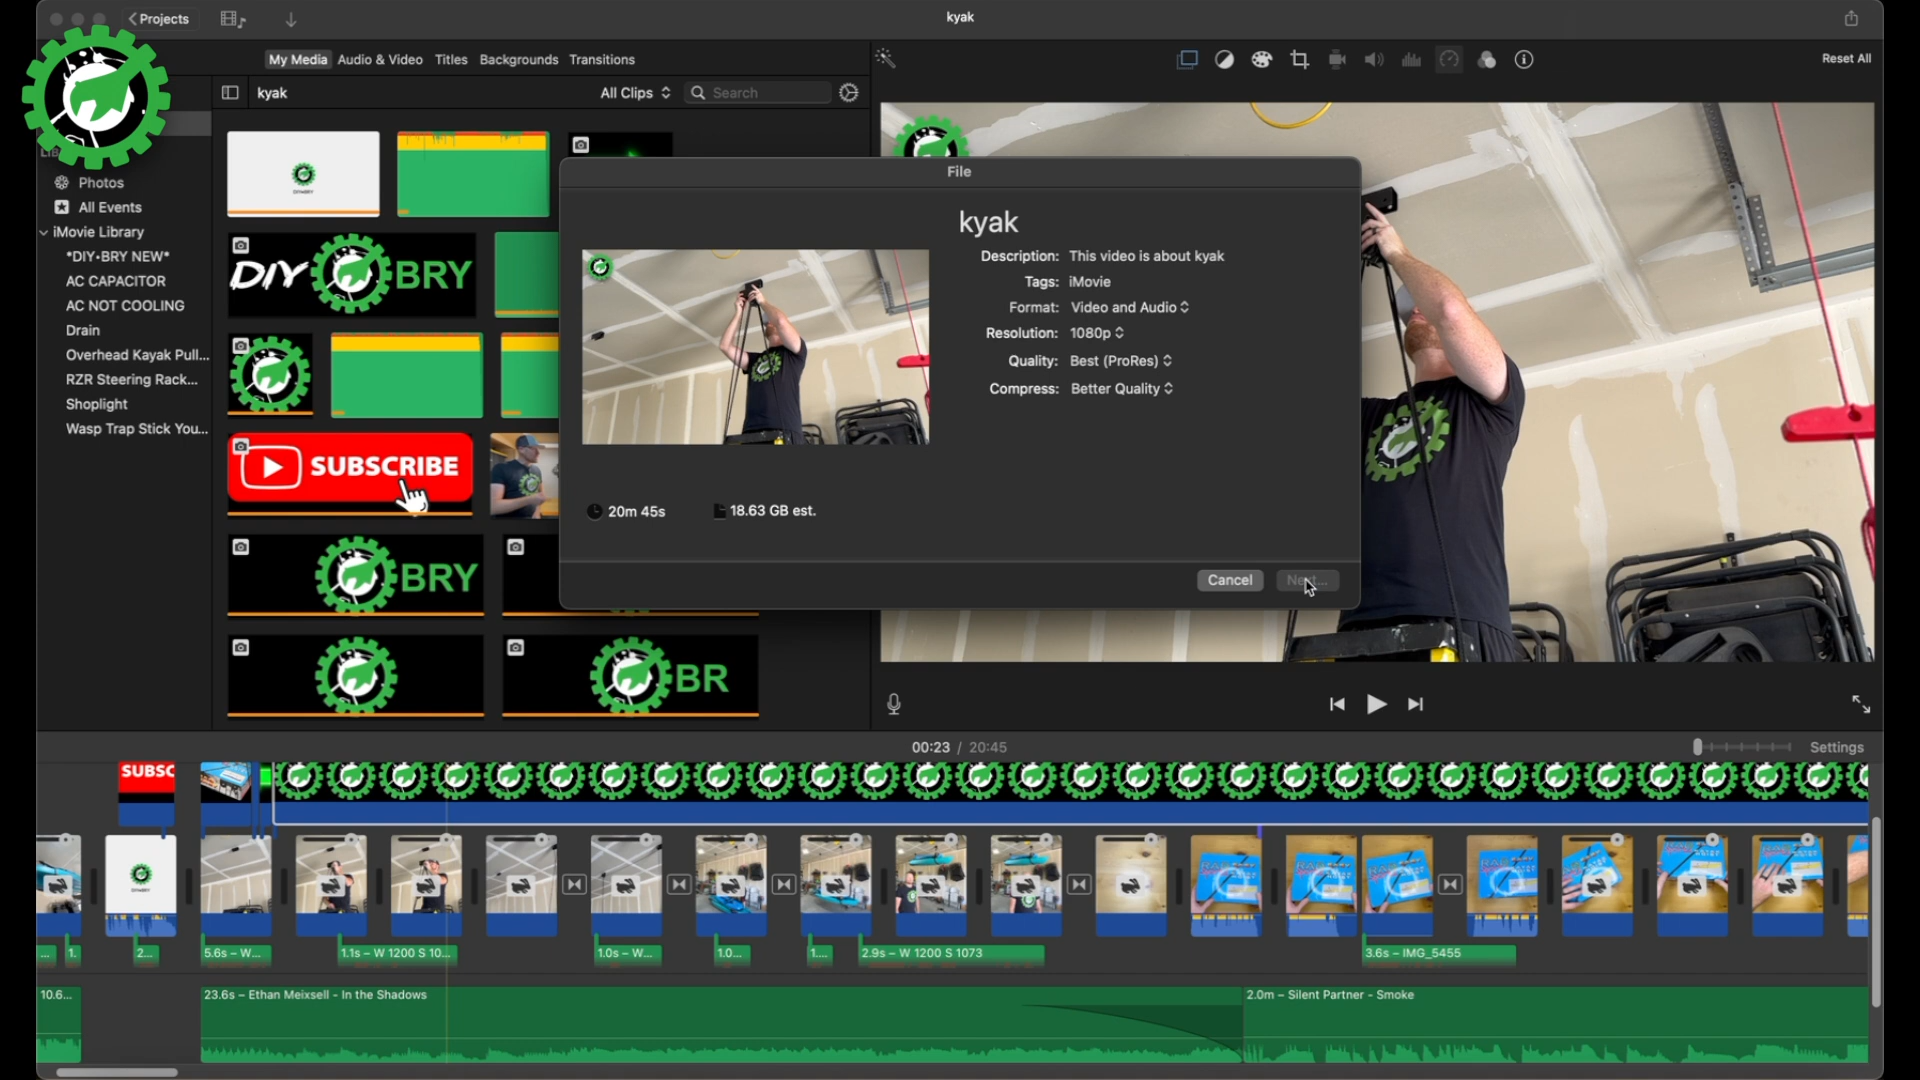 Projects
kyak
My Media Audio & Video Titles Backgrounds Transitions
Reset All
kyak
All Clips
Search
Photos
All Events
iMovie Library
*DIY•BRY NEW*
AC CAPACITOR
AC NOT COOLING
Drain
Overhead Kayak Pull...
RZR Steering Rack...
Shoplight
Wasp Trap Stick You...
DIY BRY
SUBSCRIBE
BRY
BR
File
kyak
Description: This video is about kyak
Tags: iMovie
Format: Video and Audio
Resolution: 1080p
Quality: Best (ProRes)
Compress: Better Quality
20m 45s
18.63 GB est.
Cancel
00:23 / 20:45
Settings
SUBSC
... 1. 2... 5.6s – W... 1.1s – W 1200 S 10... 1.0s – W... 1.0... 1.... 2.9s – W 1200 S 1073 3.6s – IMG_5455
10.6... 23.6s – Ethan Meixsell - In the Shadows 2.0m – Silent Partner - Smoke